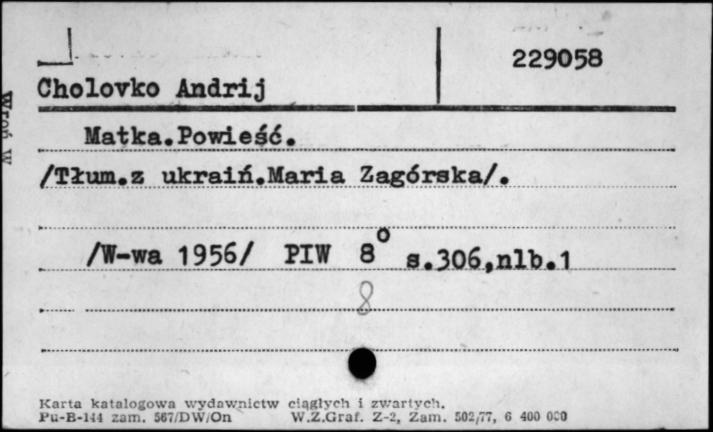 229058
Cholovko Andrij
Matka.Powieść.
/Tłum.z ukraiń.Maria Zagórska/.
/W-wa 1956/ PIW 8° s.306,nlb.1
8
Karta katalogowa wydawnictw ciągłych i zwartych.
Pu-B-144 zam. 567/DW/On W.Z.Graf. Z-2, Zam. 502/77, 6 400 000